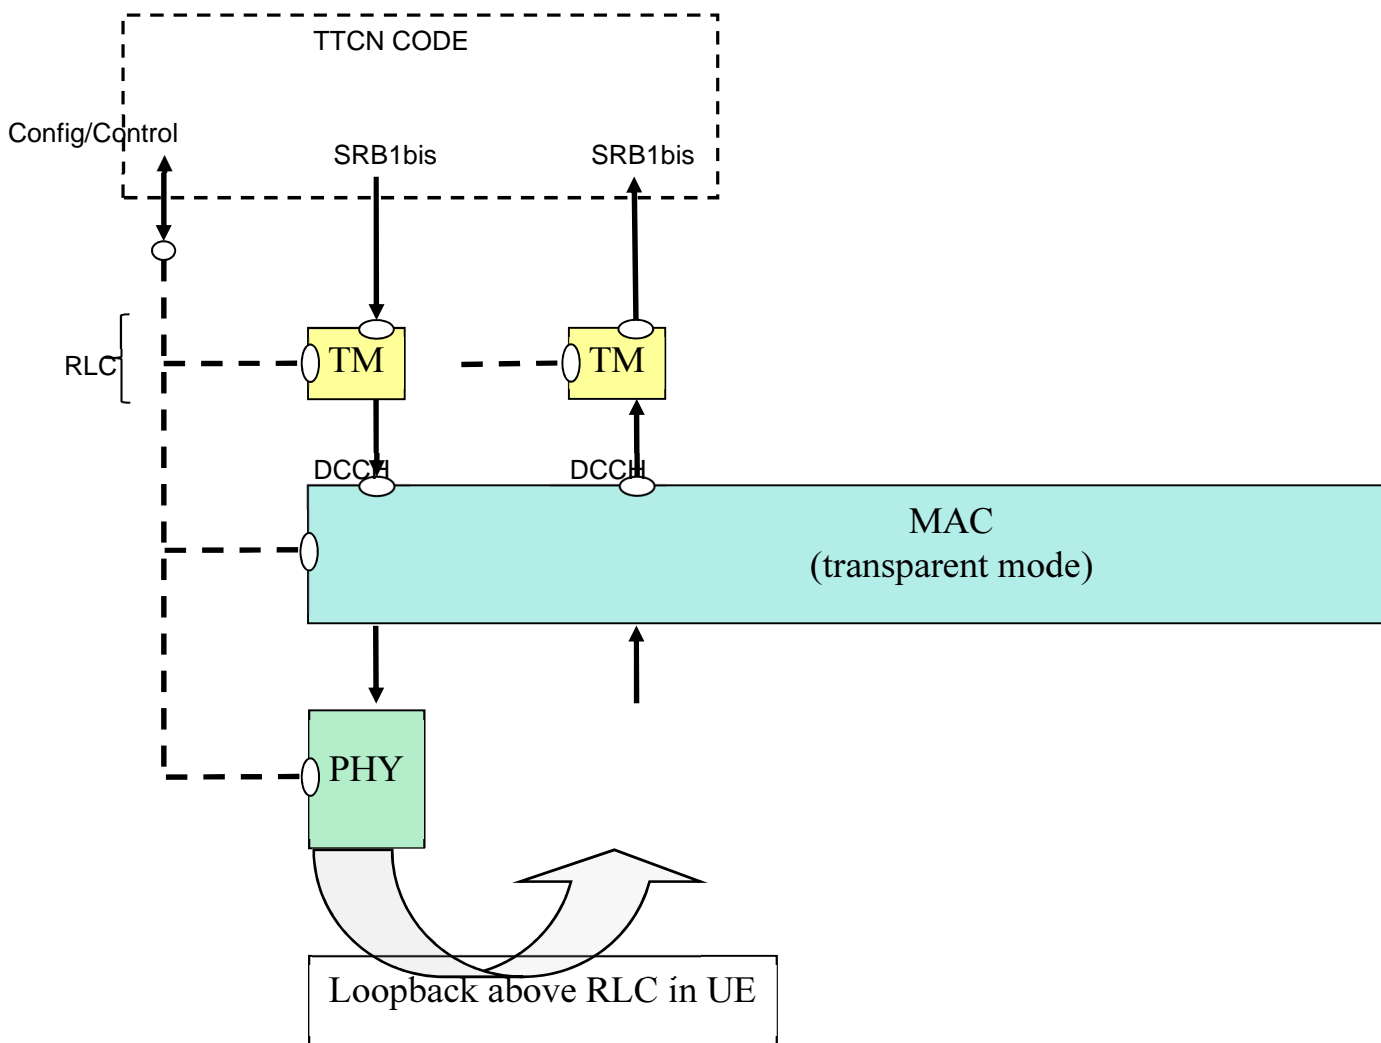 TTCN CODE
Config/Control
SRB1bis
SRB1bis
RLC
TM
TM
DCCH
DCCH
MAC
(transparent mode)
PHY
Loopback above RLC in UE